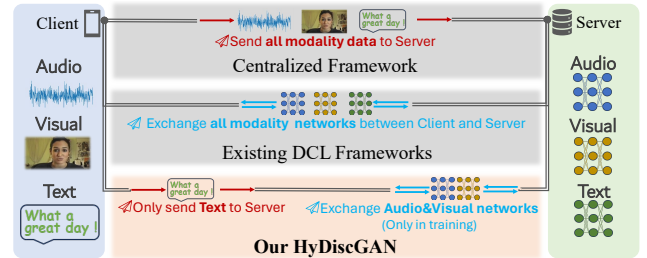 Client
Audio
Visual
Text
What a
great day !
What a
great day !
Send all modality data to Server
Centralized Framework
Exchange all modality networks between Client and Server
Existing DCL Frameworks
What a
great day !
Only send Text to Server
Exchange Audio&Visual networks
(Only in training)
Our HyDiscGAN
Server
Audio
Visual
Text